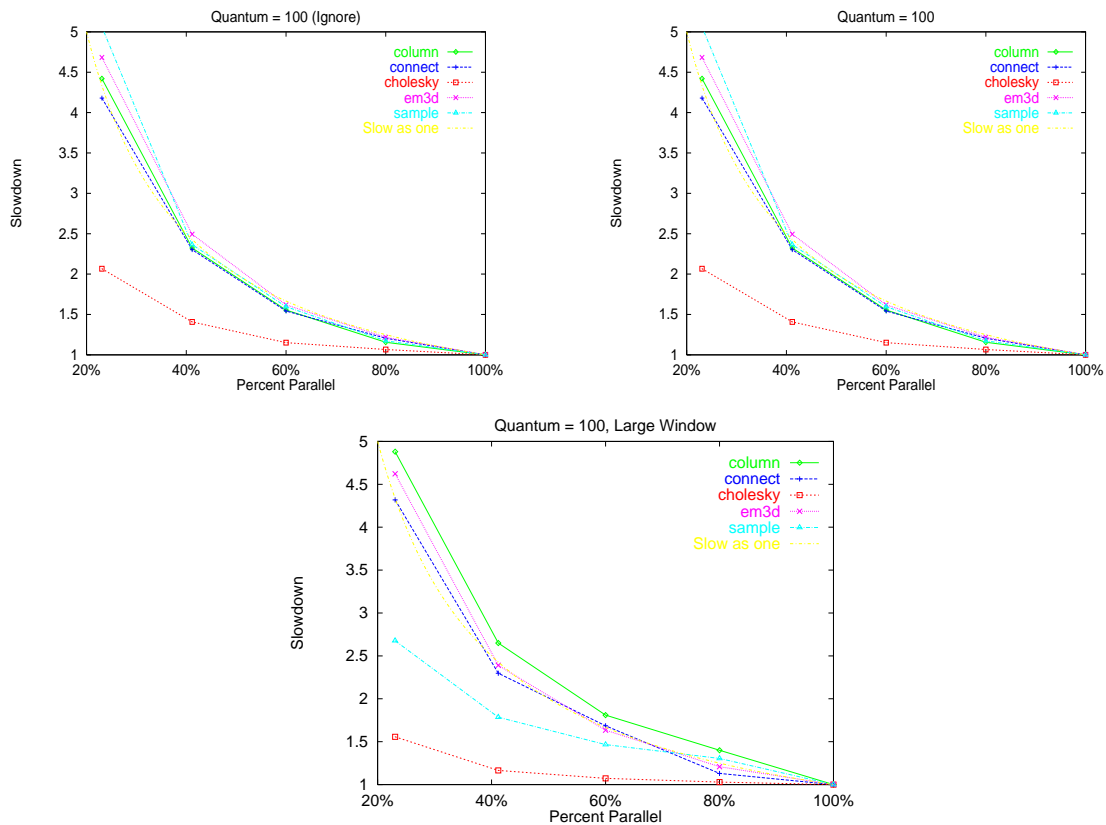 Quantum = 100 (Ignore)
5
4.5
4
3.5
3
2.5
2
1.5
1
Slowdown
column
connect
cholesky
em3d
sample
Slow as one
20% 40% 60% 80% 100%
Percent Parallel
Quantum = 100
5
4.5
4
3.5
3
2.5
2
1.5
1
Slowdown
column
connect
cholesky
em3d
sample
Slow as one
20% 40% 60% 80% 100%
Percent Parallel
Quantum = 100, Large Window
5
4.5
4
3.5
3
2.5
2
1.5
1
Slowdown
column
connect
cholesky
em3d
sample
Slow as one
20% 40% 60% 80% 100%
Percent Parallel